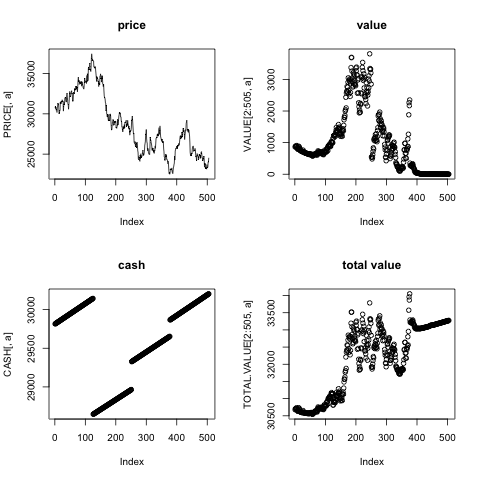 price
PRICE[, a]
25000 30000 35000
0 100 200 300 400 500
Index
value
VALUE[2:505, a]
0 1000 2000 3000
0 100 200 300 400 500
Index
cash
CASH[, a]
29000 29500 30000
0 100 200 300 400 500
Index
total value
TOTAL.VALUE[2:505, a]
30500 32000 33500
0 100 200 300 400 500
Index